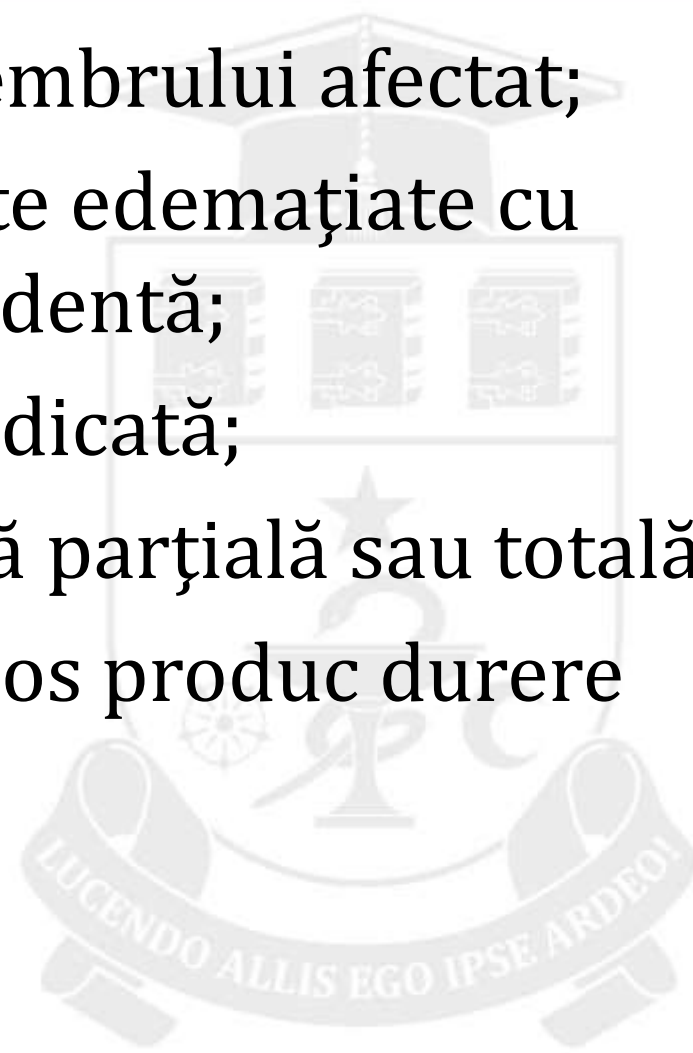 embrului afectat;
te edemaţiate cu
dentă;
dicată;
ă parţială sau totală
os produc durere
LUCENDO ALLIS EGO IPSE ARDEO!